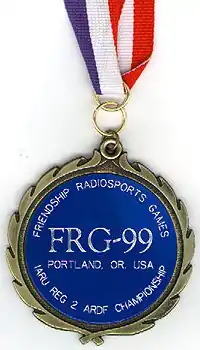 FRIENDSHIP RADIOSPORTS GAMES
FRG-99
PORTLAND, OR, USA
IARU REG 2 ARDF CHAMPIONSHIP